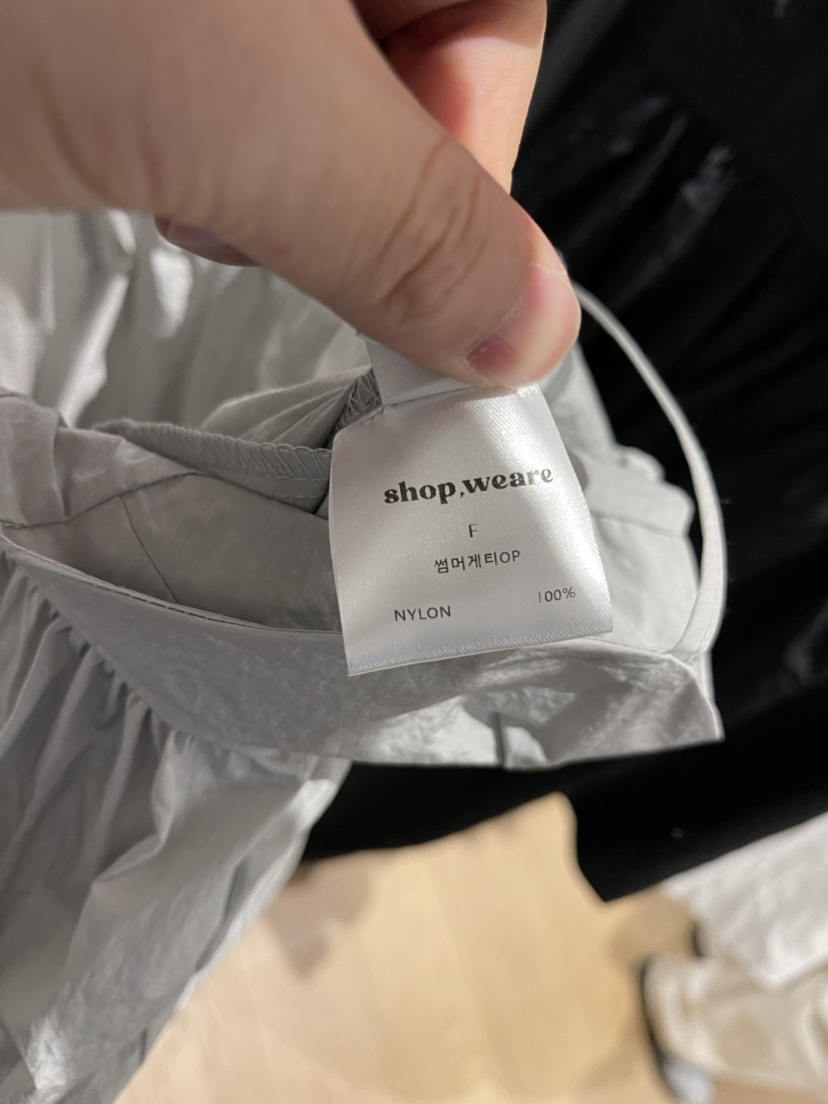 shop,weare
F
썸머게티OP
NYLON 100%